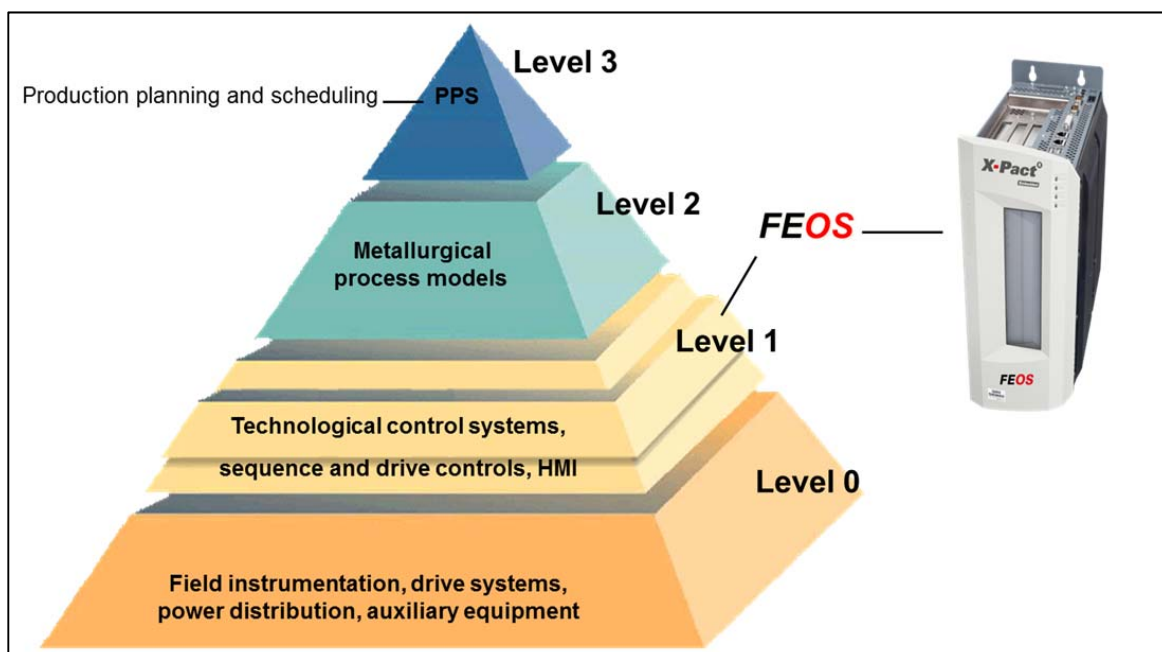 Level 3
Production planning and scheduling
PPS
Level 2
Metallurgical
process models
FEOS
Level 1
Technological control systems,
sequence and drive controls, HMI
Level 0
Field instrumentation, drive systems,
power distribution, auxiliary equipment
X-Pact
FEOS